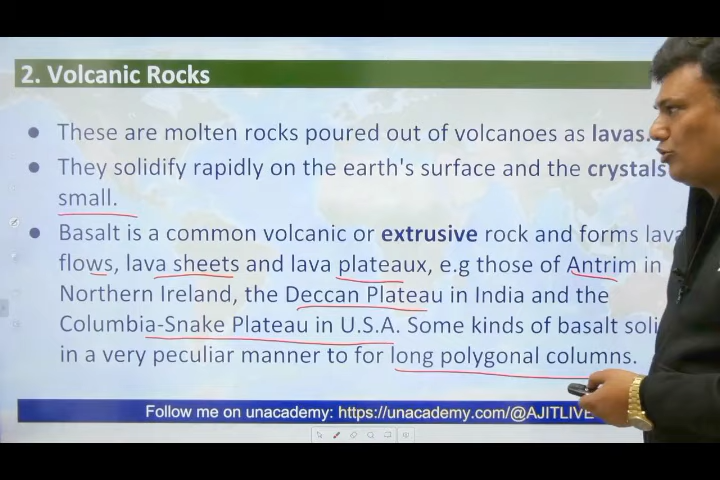 2. Volcanic Rocks
● These are molten rocks poured out of volcanoes as lavas.
● They solidify rapidly on the earth's surface and the crystals
small.
● Basalt is a common volcanic or extrusive rock and forms lava
flows, lava sheets and lava plateaux, e.g those of Antrim in
Northern Ireland, the Deccan Plateau in India and the
Columbia-Snake Plateau in U.S.A. Some kinds of basalt soli
in a very peculiar manner to for long polygonal columns.
Follow me on unacademy: https://unacademy.com/@AJITLIVE